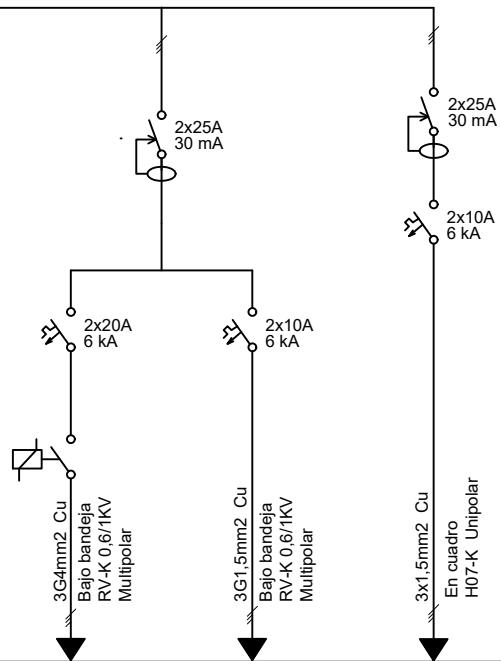 2x25A
30 mA
2x25A
30 mA
2x10A
6 kA
2x20A
6 kA
2x10A
6 kA
3G4mm2 Cu
Bajo bandeja
RV-K 0,6/1KV
Multipolar
3G1,5mm2 Cu
Bajo bandeja
RV-K 0,6/1KV
Multipolar
3x1,5mm2 Cu
En cuadro
H07-K Unipolar